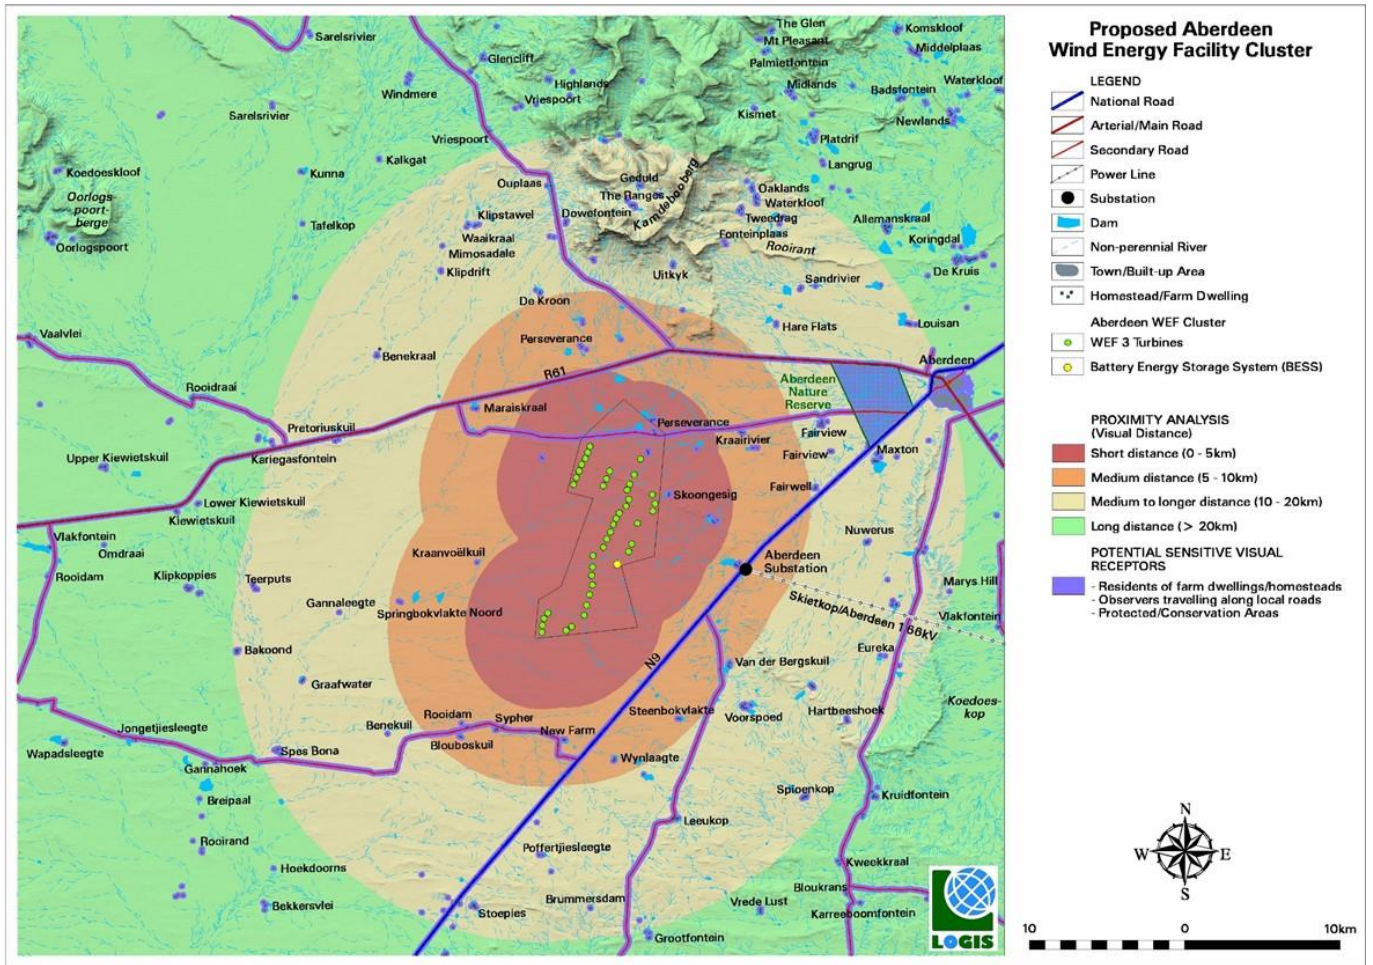 Proposed Aberdeen
Wind Energy Facility Cluster
LEGEND
National Road
Arterial/Main Road
Secondary Road
Power Line
Substation
Dam
Non-perennial River
Town/Built-up Area
Homestead/Farm Dwelling
Aberdeen WEF Cluster
WEF 3 Turbines
Battery Energy Storage System (BESS)
PROXIMITY ANALYSIS
(Visual Distance)
Short distance (0 - 5km)
Medium distance (5 - 10km)
Medium to longer distance (10 - 20km)
Long distance (> 20km)
POTENTIAL SENSITIVE VISUAL
RECEPTORS
- Residents of farm dwellings/homesteads
- Observers travelling along local roads
- Protected/Conservation Areas
N
W
E
S
10
0
10km
Sarelsrivier
The Glen
Mt Pleasant
Palmietfontein
Komskloof
Middelplaas
Glencliff
Highlands
Vriespoort
Windmere
Midlands
Badsfontein
Waterkloof
Sarelsrivier
Kismet
Newlands
Vriespoort
Platdrif
Kalkgat
Langrug
Koedoeskloof
Kunna
Ouplaas
Geduld
The Ranges
Kamdebooberg
Oaklands
Waterkloof
Tweedrag
Oorlogs
poort-
berge
Klipstawel
Dowefontein
Allemanskraal
Tafelkop
Waaikraal
Mimosadale
Fonteinplaas
Rooirant
Koringdal
Oorlogspoort
Klipdrift
Uitkyk
Sandrivier
De Kruis
De Kroon
Hare Flats
Louisan
Vaalvlei
Perseverance
Benekraal
R61
Aberdeen
Aberdeen
Nature
Reserve
Rooidraai
Maraiskraal
Pretoriuskuil
Perseverance
Kraairivier
Fairview
Fairview
Maxton
Upper Kiewietskuil
Kariegasfontein
Fairwell
Skoongesig
Lower Kiewietskuil
Kiewietskuil
Nuwerus
Vlakfontein
Omdraai
Kraanvoëlkuil
Aberdeen
Substation
Rooidam
Klipkoppies
Teerputs
Marys Hill
Gannaleegte
Springbokvlakte Noord
Skietkop/Aberdeen 1 66kV
Vlakfontein
Bakoond
N9
Eureka
Van der Bergskuil
Graafwater
Koedoes-
kop
Steenbokvlakte
Voorspoed
Hartbeeshoek
Rooidam
Sypher
Benekuil
Jongetjiesleegte
Blouboskuil
New Farm
Wapadsleegte
Spes Bona
Wynlaagte
Gannahoek
Breipaal
Spioenkop
Kruidfontein
Leeukop
Rooirand
Poffertjiesleegte
Kweekkraal
Hoekdoorns
Bloukrans
Brummersdam
Vrede Lust
Bekkersvlei
Stoepies
Karreeboomfontein
Grootfontein
LOGIS